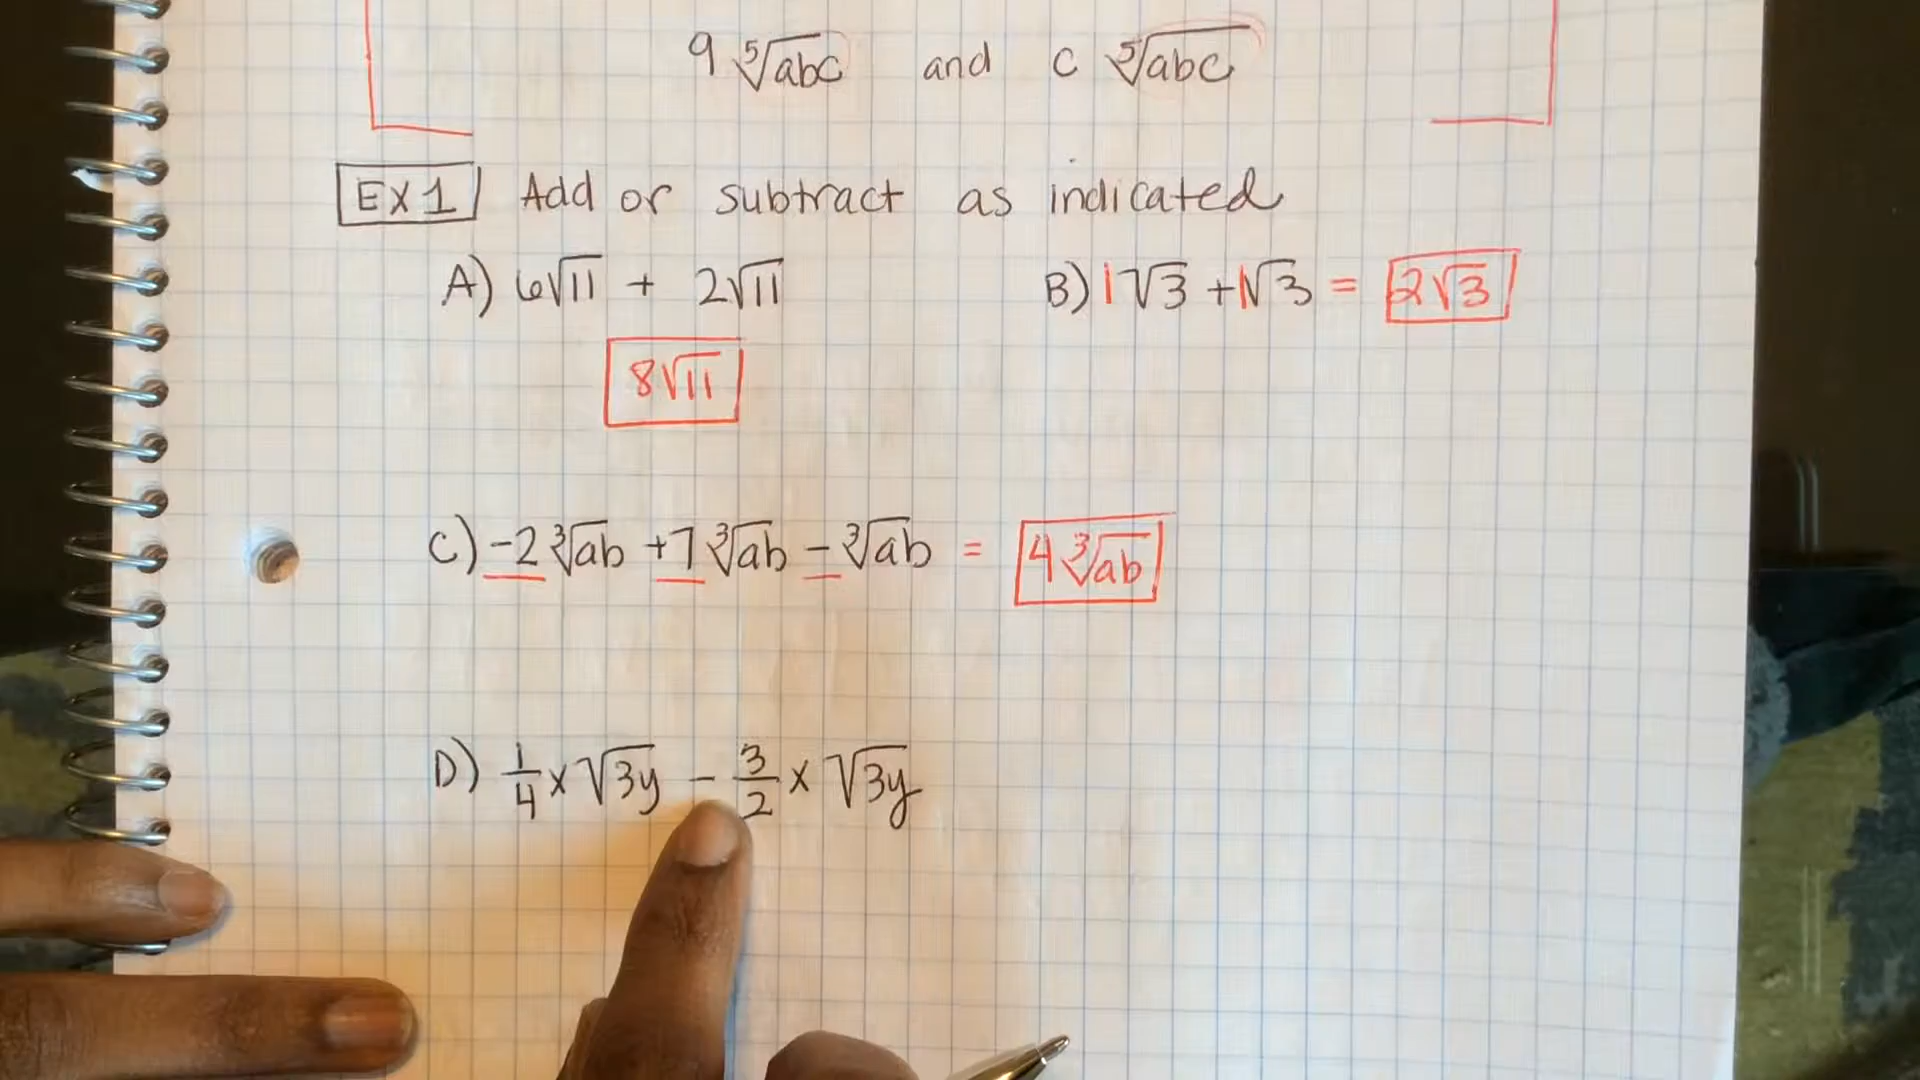 9 ⁵√abc and c ⁵√abc
EX 1 Add or subtract as indicated
A) 6√11 + 2√11
B) 1√3 + 1√3 = 2√3
8√11
C) -2 ³√ab + 7 ³√ab - ³√ab = 4 ³√ab
D) 1/4 x √3y - 3/2 x √3y